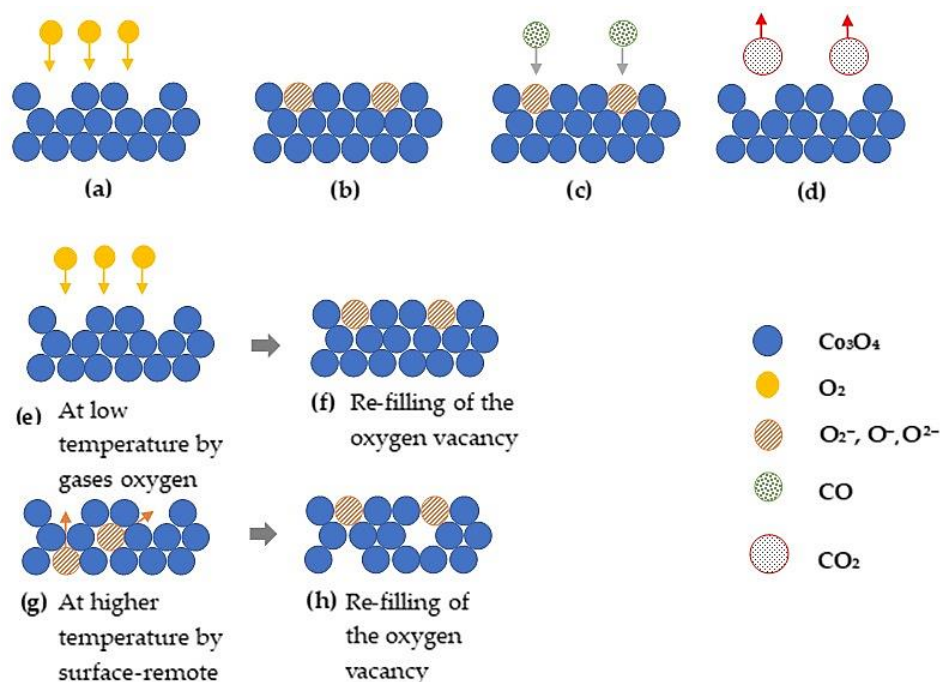 (a)
(b)
(c)
(d)
(e) At low
temperature by
gases oxygen
(f) Re-filling of the
oxygen vacancy
(g) At higher
temperature by
surface-remote
(h) Re-filling of
the oxygen
vacancy
Co₃O₄
O₂
O₂⁻, O⁻, O²⁻
CO
CO₂